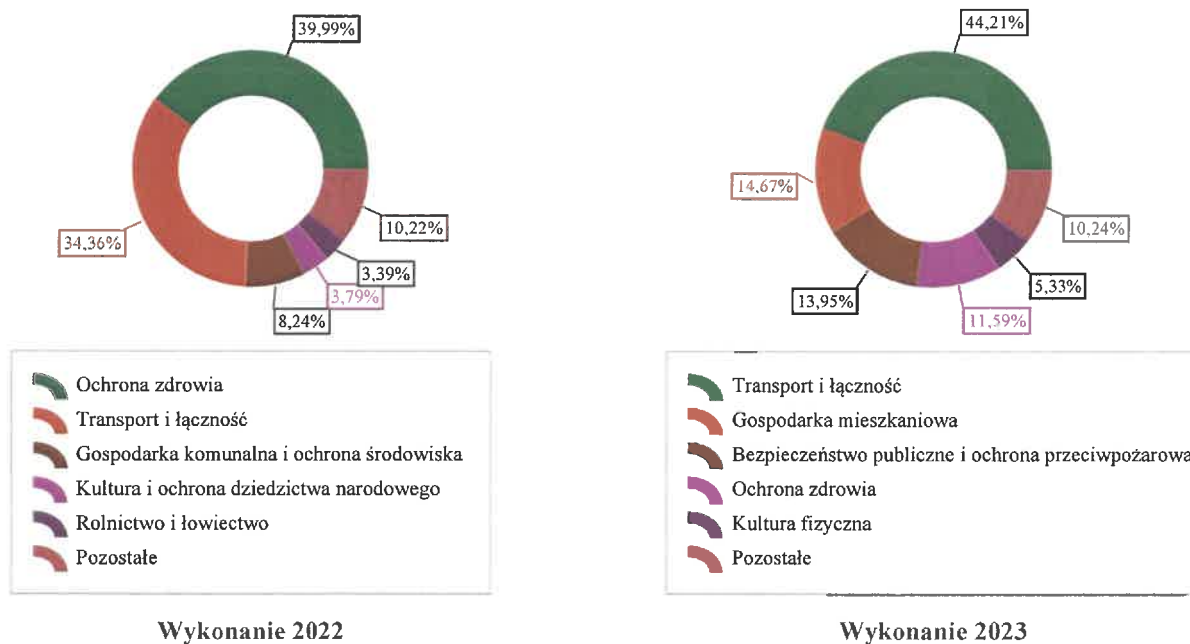 39,99%
34,36%
10,22%
3,39%
3,79%
8,24%
Ochrona zdrowia
Transport i łączność
Gospodarka komunalna i ochrona środowiska
Kultura i ochrona dziedzictwa narodowego
Rolnictwo i łowiectwo
Pozostałe
Wykonanie 2022
44,21%
14,67%
10,24%
5,33%
13,95%
11,59%
Transport i łączność
Gospodarka mieszkaniowa
Bezpieczeństwo publiczne i ochrona przeciwpożarowa
Ochrona zdrowia
Kultura fizyczna
Pozostałe
Wykonanie 2023